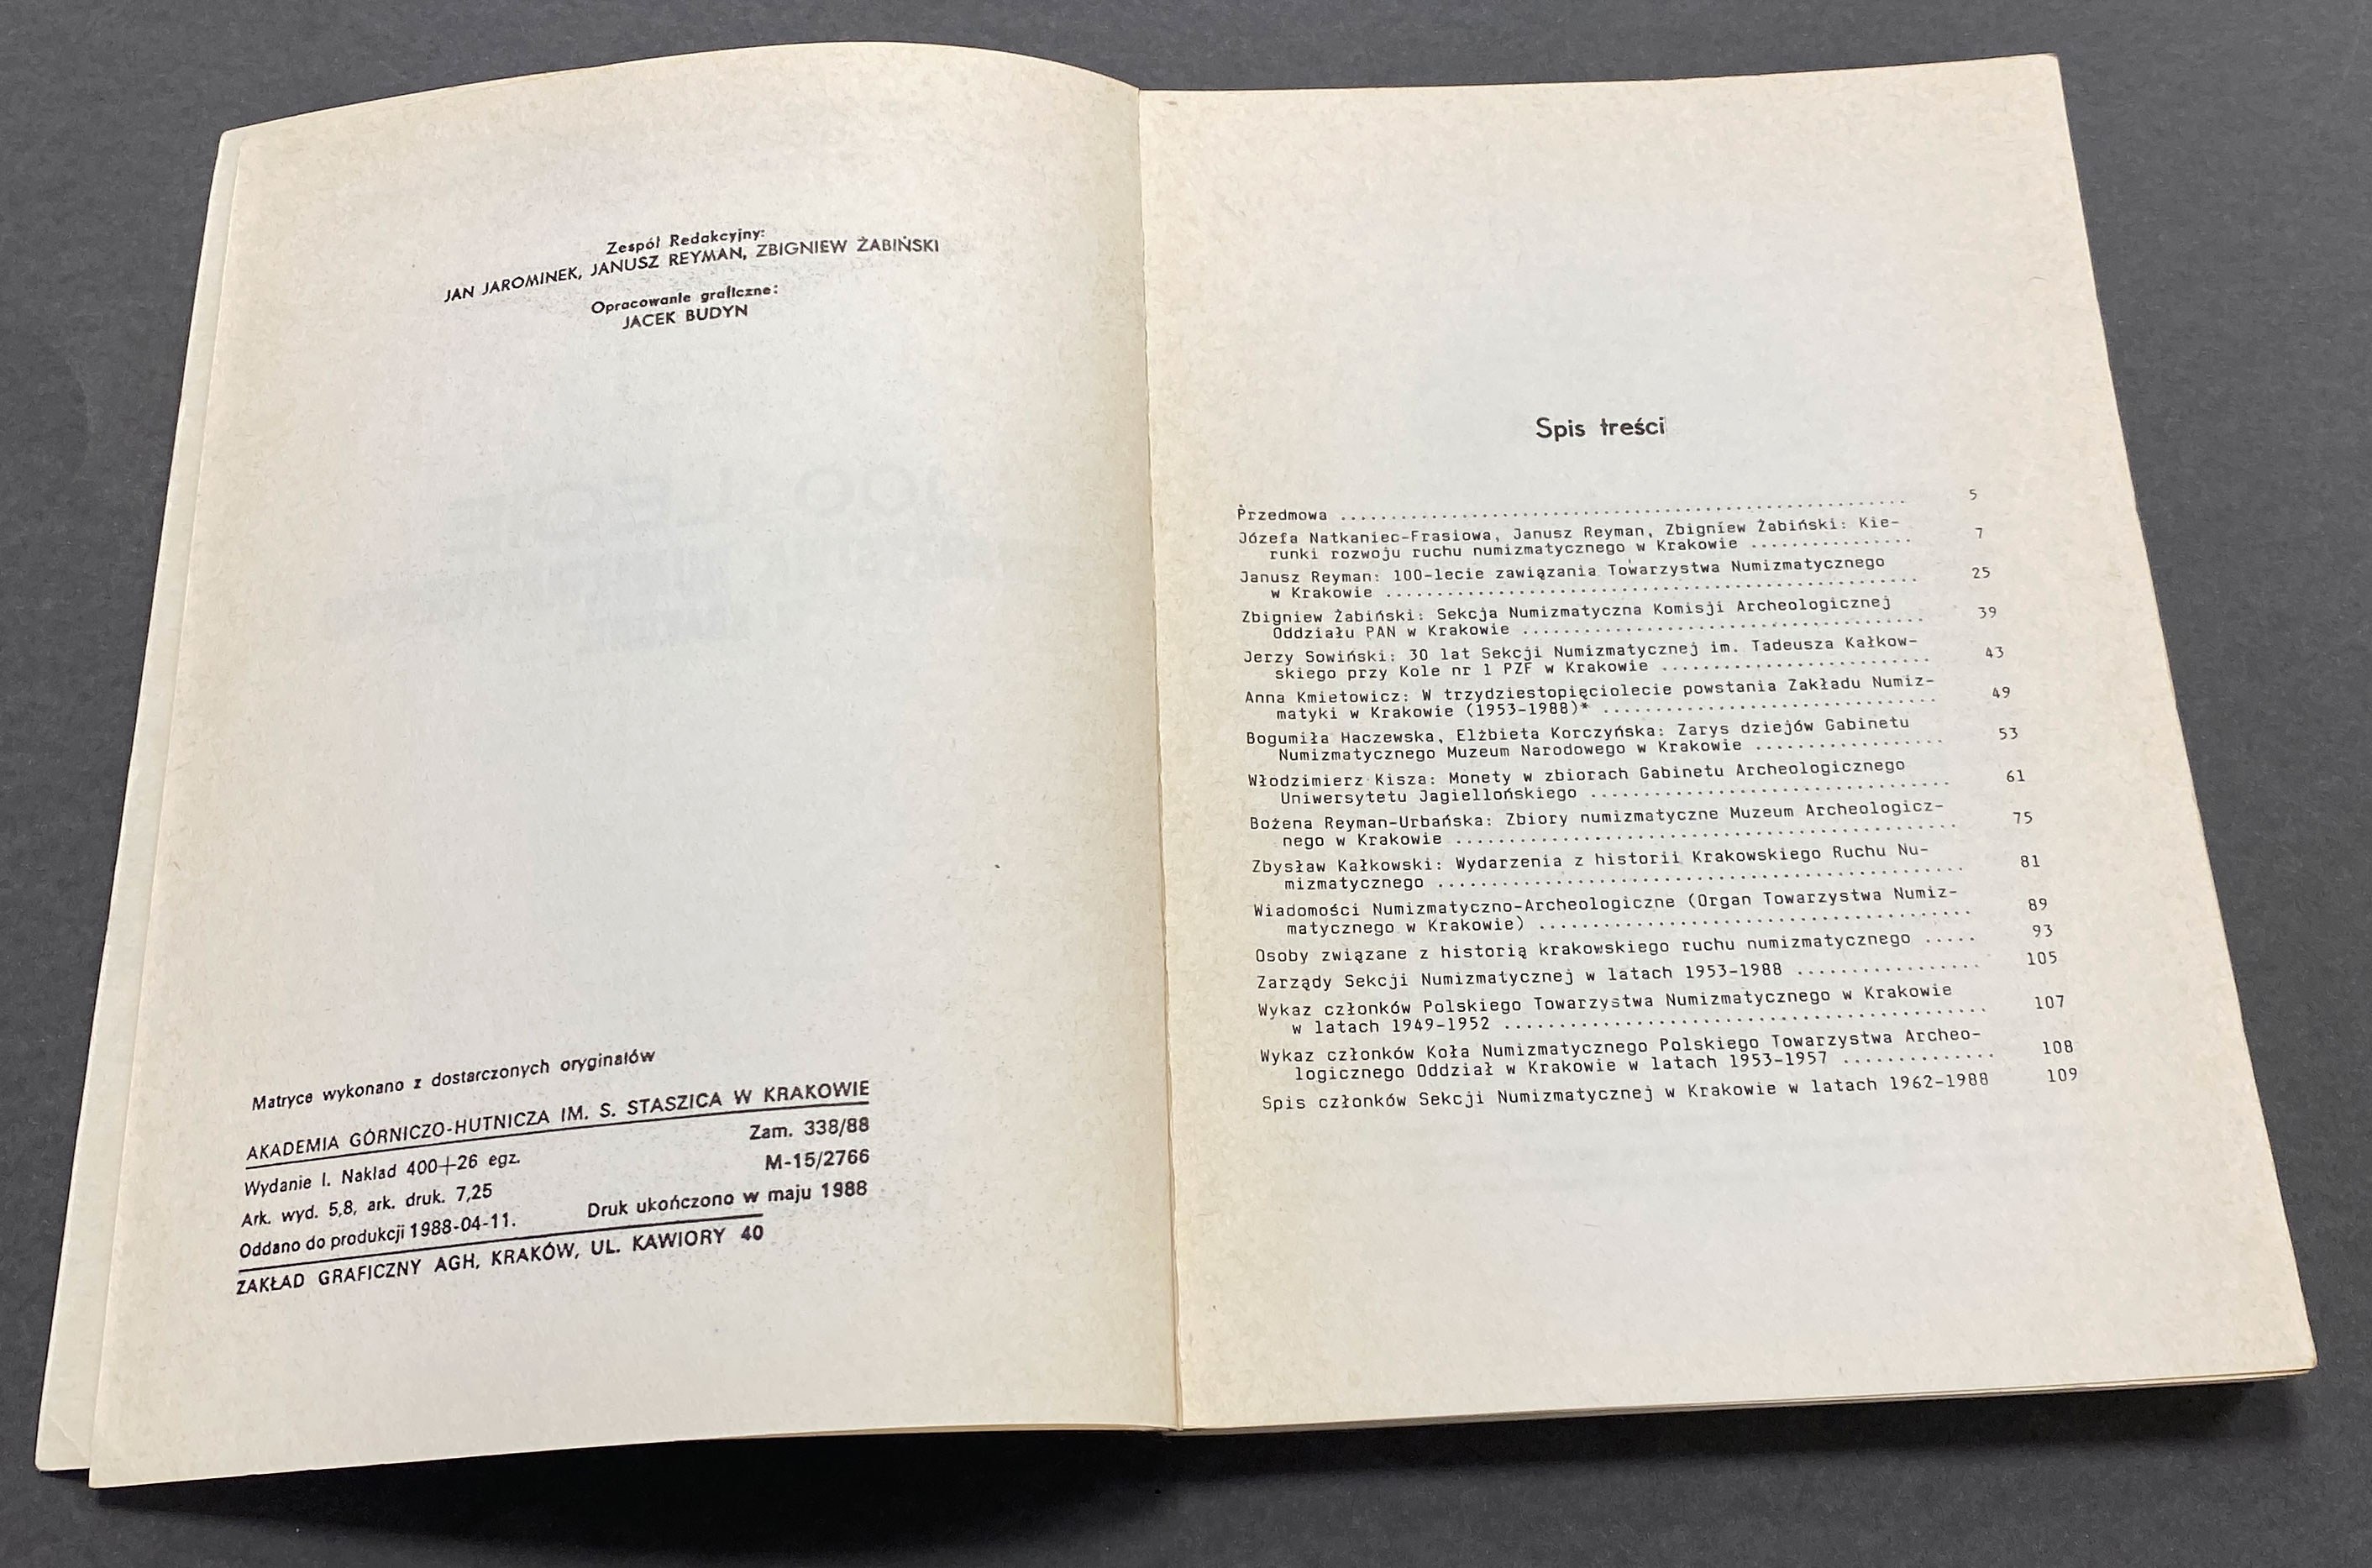 Zespół Redakcyjny:
JAN JAROMINEK, JANUSZ REYMAN, ZBIGNIEW ŻABIŃSKI
Opracowanie graficzne:
JACEK BUDYN
Matryce wykonano z dostarczonych oryginałów
AKADEMIA GÓRNICZO-HUTNICZA IM. S. STASZICA W KRAKOWIE
Wydanie I. Nakład 400+26 egz. Zam. 338/88
Ark. wyd. 5,8, ark. druk. 7,25 M-15/2766
Oddano do produkcji 1988-04-11. Druk ukończono w maju 1988
ZAKŁAD GRAFICZNY AGH, KRAKÓW, UL. KAWIORY 40
Spis treści
Przedmowa ........................................................ 5
Józefa Natkaniec-Frasiowa, Janusz Reyman, Zbigniew Żabiński: Kie-
runki rozwoju ruchu numizmatycznego w Krakowie ................ 7
Janusz Reyman: 100-lecie zawiązania Towarzystwa Numizmatycznego
w Krakowie .................................................... 25
Zbigniew Żabiński: Sekcja Numizmatyczna Komisji Archeologicznej
Oddziału PAN w Krakowie ....................................... 39
Jerzy Sowiński: 30 lat Sekcji Numizmatycznej im. Tadeusza Kałkow-
skiego przy Kole nr 1 PZF w Krakowie .......................... 43
Anna Kmietowicz: W trzydziestopięciolecie powstania Zakładu Numiz-
matyki w Krakowie (1953-1988)* ................................ 49
Bogumiła Haczewska, Elżbieta Korczyńska: Zarys dziejów Gabinetu
Numizmatycznego Muzeum Narodowego w Krakowie .................. 53
Włodzimierz Kisza: Monety w zbiorach Gabinetu Archeologicznego
Uniwersytetu Jagiellońskiego .................................. 61
Bożena Reyman-Urbańska: Zbiory numizmatyczne Muzeum Archeologicz-
nego w Krakowie ............................................... 75
Zbysław Kałkowski: Wydarzenia z historii Krakowskiego Ruchu Nu-
mizmatycznego ................................................. 81
Wiadomości Numizmatyczno-Archeologiczne (Organ Towarzystwa Numiz-
matycznego w Krakowie) ........................................ 89
Osoby związane z historią krakowskiego ruchu numizmatycznego ..... 93
Zarządy Sekcji Numizmatycznej w latach 1953-1988 ................. 105
Wykaz członków Polskiego Towarzystwa Numizmatycznego w Krakowie
w latach 1949-1952 ............................................ 107
Wykaz członków Koła Numizmatycznego Polskiego Towarzystwa Archeo-
logicznego Oddział w Krakowie w latach 1953-1957 .............. 108
Spis członków Sekcji Numizmatycznej w Krakowie w latach 1962-1988 109